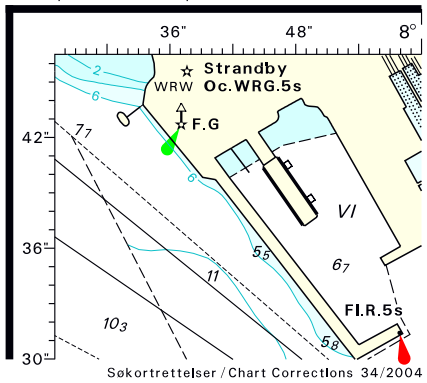 36" 48" 8°
2
Strandby
WRW Oc.WRG.5s
6
F.G
42"
7₇
6
VI
36"
5₅
6₇
11
Fl.R.5s
10₃
5₈
30"
Søkortrettelser / Chart Corrections 34/2004